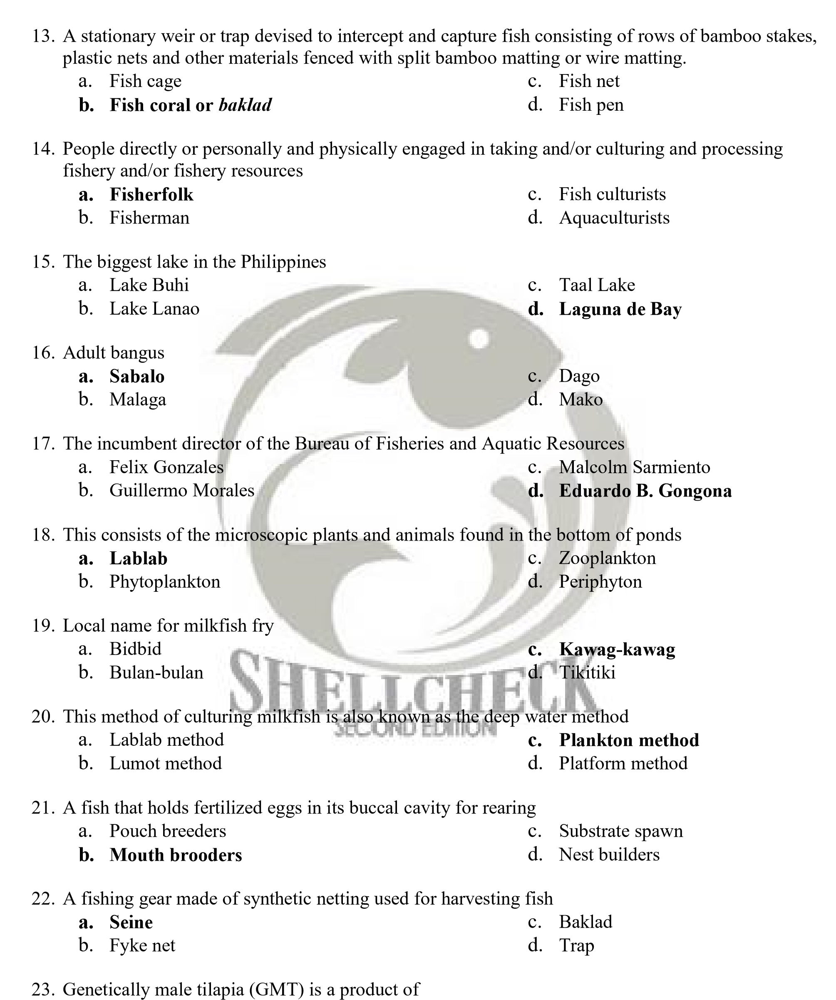 13. A stationary weir or trap devised to intercept and capture fish consisting of rows of bamboo stakes,
plastic nets and other materials fenced with split bamboo matting or wire matting.
a. Fish cage
b. Fish coral or baklad
c. Fish net
d. Fish pen
14. People directly or personally and physically engaged in taking and/or culturing and processing
fishery and/or fishery resources
a. Fisherfolk
b. Fisherman
c. Fish culturists
d. Aquaculturists
15. The biggest lake in the Philippines
a. Lake Buhi
b. Lake Lanao
c. Taal Lake
d. Laguna de Bay
16. Adult bangus
a. Sabalo
b. Malaga
c. Dago
d. Mako
17. The incumbent director of the Bureau of Fisheries and Aquatic Resources
a. Felix Gonzales
b. Guillermo Morales
c. Malcolm Sarmiento
d. Eduardo B. Gongona
18. This consists of the microscopic plants and animals found in the bottom of ponds
a. Lablab
b. Phytoplankton
c. Zooplankton
d. Periphyton
19. Local name for milkfish fry
a. Bidbid
b. Bulan-bulan
c. Kawag-kawag
d. Tikitiki
SHELLCHECK
SECOND EDITION
20. This method of culturing milkfish is also known as the deep water method
a. Lablab method
b. Lumot method
c. Plankton method
d. Platform method
21. A fish that holds fertilized eggs in its buccal cavity for rearing
a. Pouch breeders
b. Mouth brooders
c. Substrate spawn
d. Nest builders
22. A fishing gear made of synthetic netting used for harvesting fish
a. Seine
b. Fyke net
c. Baklad
d. Trap
23. Genetically male tilapia (GMT) is a product of